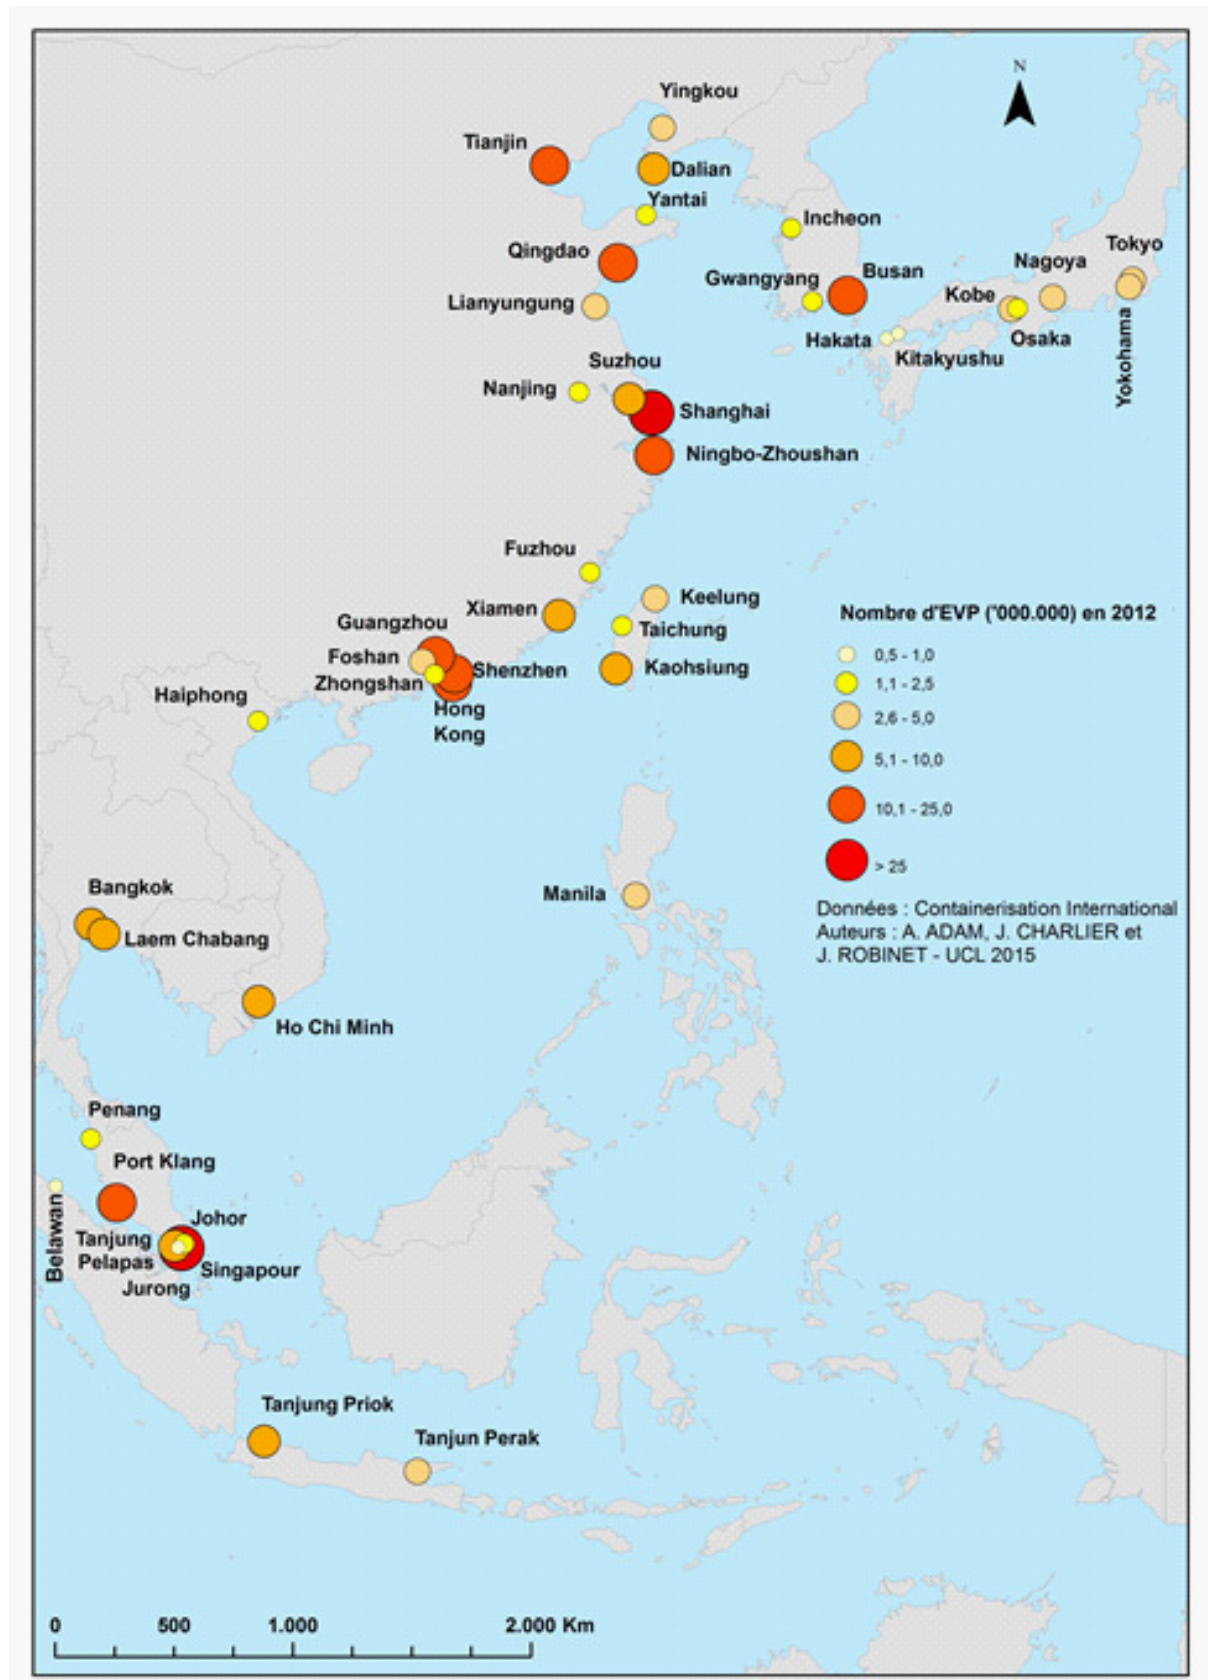 N
Yingkou
Tianjin
Dalian
Yantai
Incheon
Qingdao
Tokyo
Nagoya
Busan
Gwangyang
Kobe
Lianyungung
Hakata
Osaka
Kitakyushu
Yokohama
Suzhou
Nanjing
Shanghai
Ningbo-Zhoushan
Fuzhou
Keelung
Xiamen
Taichung
Guangzhou
Foshan
Shenzhen
Kaohsiung
Zhongshan
Haiphong
Hong
Kong
Nombre d'EVP ('000.000) en 2012
0,5 - 1,0
1,1 - 2,5
2,6 - 5,0
5,1 - 10,0
10,1 - 25,0
> 25
Données : Containerisation International
Auteurs : A. ADAM, J. CHARLIER et
J. ROBINET - UCL 2015
Bangkok
Manila
Laem Chabang
Ho Chi Minh
Penang
Port Klang
Belawan
Johor
Tanjung
Pelapas
Singapour
Jurong
Tanjung Priok
Tanjun Perak
0 500 1.000 2.000 Km